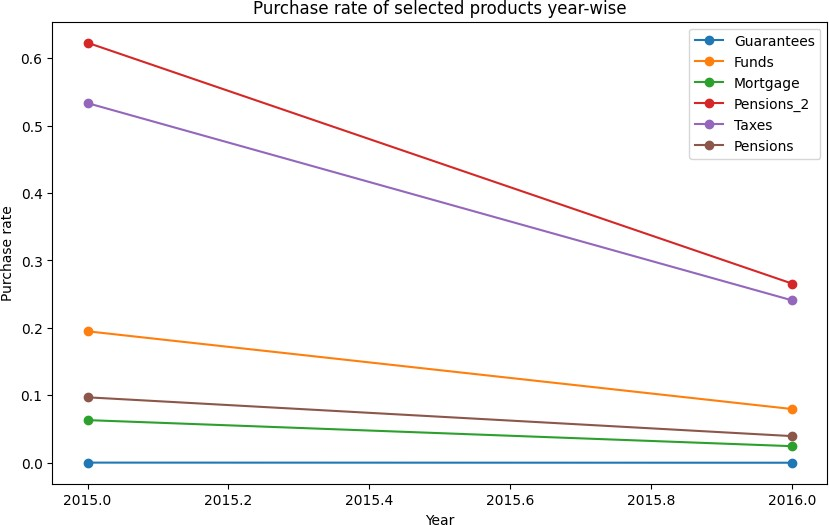 Purchase rate of selected products year-wise
Guarantees
Funds
Mortgage
Pensions_2
Taxes
Pensions
Purchase rate
0.6
0.5
0.4
0.3
0.2
0.1
0.0
2015.0 2015.2 2015.4 2015.6 2015.8 2016.0
Year